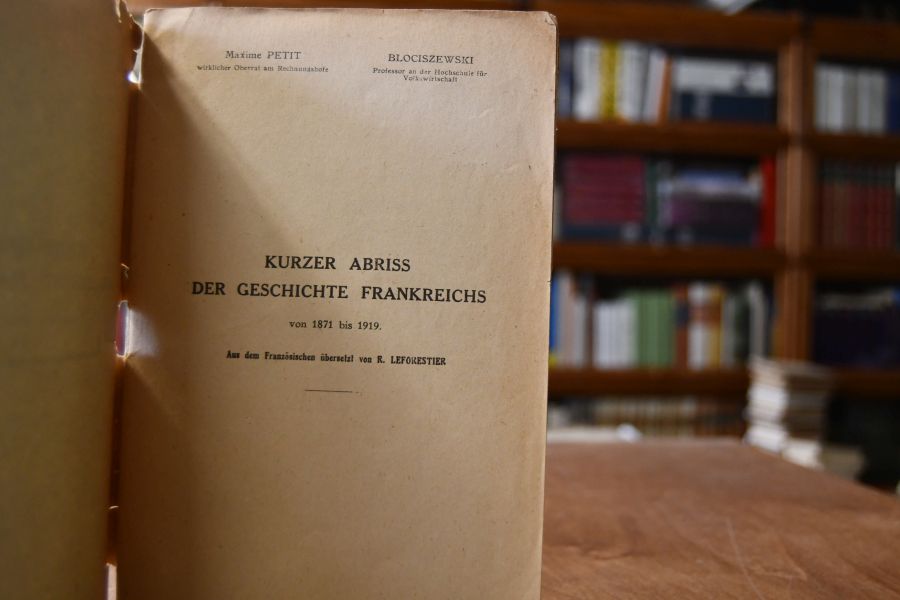 Maxime PETIT
wirklicher Oberrat am Rechnungshofe
BLOCISZEWSKI
Professor an der Hochschule für
Volkswirtschaft
KURZER ABRISS
DER GESCHICHTE FRANKREICHS
von 1871 bis 1919.
Aus dem Französischen übersetzt von R. LEFORESTIER